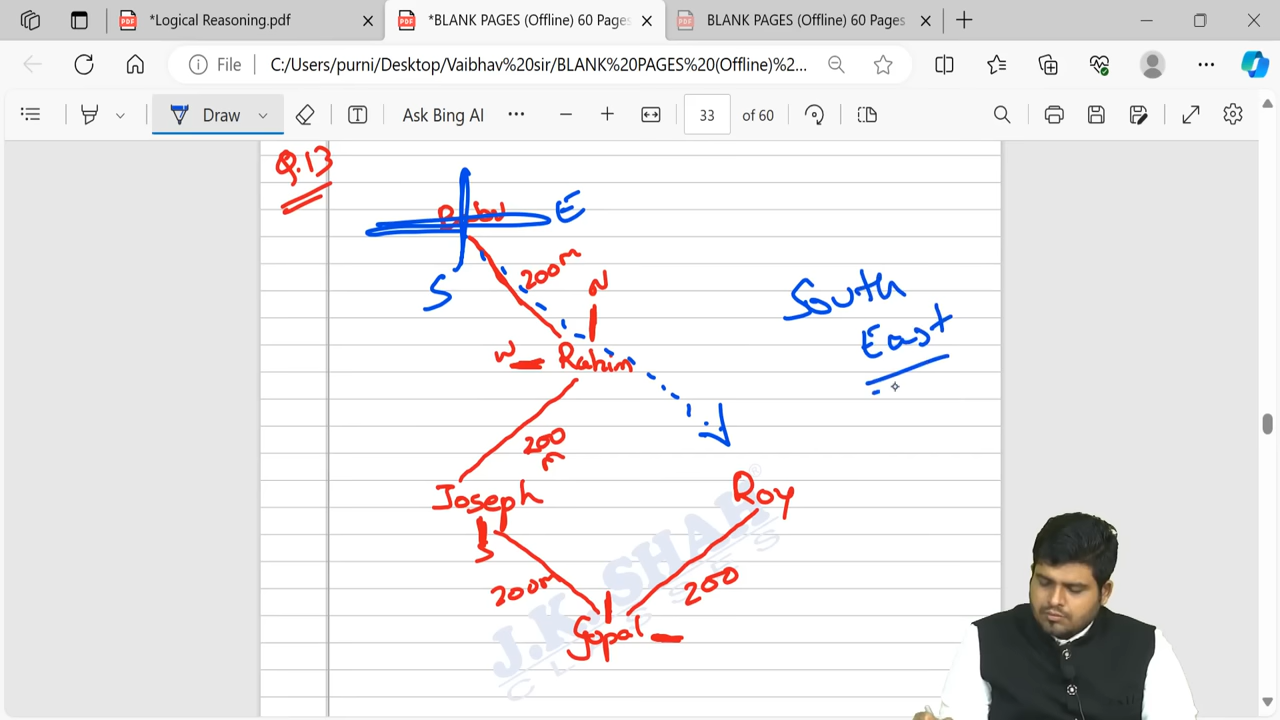 *Logical Reasoning.pdf
*BLANK PAGES (Offline) 60 Pages
BLANK PAGES (Offline) 60 Pages
File
C:/Users/purni/Desktop/Vaibhav%20sir/BLANK%20PAGES%20(Offline)%2...
Draw
Ask Bing AI
33
of 60
Q.13
E
S
200m
N
W
Rahim
South
East
200
m
Joseph
S
Roy
200m
200
Gopal
J.K. SHAH
CLASSES